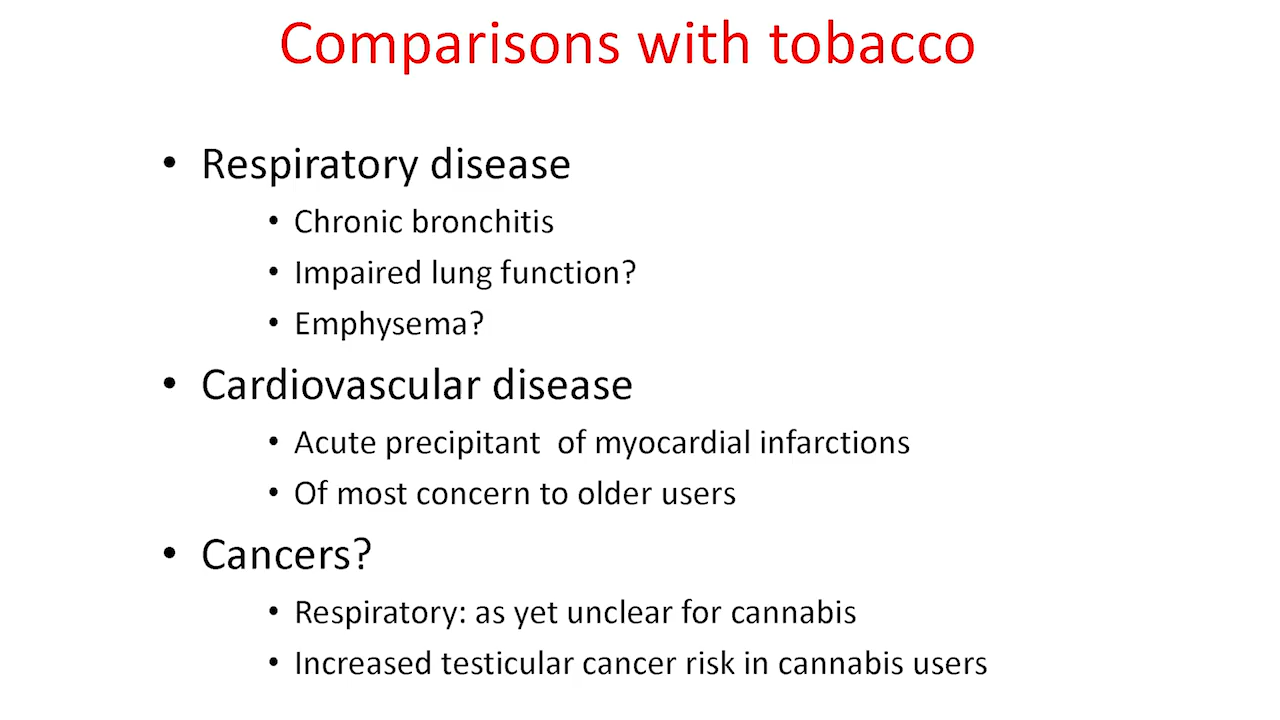 Comparisons with tobacco
• Respiratory disease
• Chronic bronchitis
• Impaired lung function?
• Emphysema?
• Cardiovascular disease
• Acute precipitant  of myocardial infarctions
• Of most concern to older users
• Cancers?
• Respiratory: as yet unclear for cannabis
• Increased testicular cancer risk in cannabis users